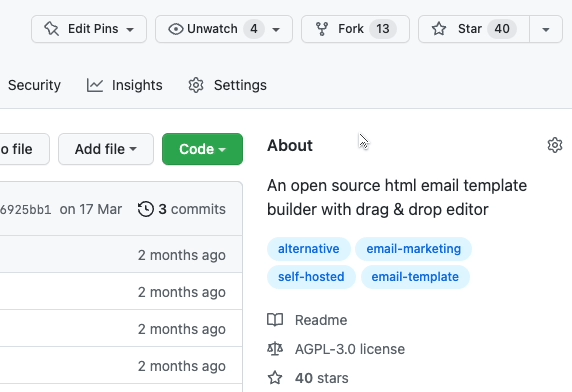 Edit Pins Unwatch 4 Fork 13 Star 40
Security Insights Settings
o file Add file Code About
An open source html email template
builder with drag & drop editor
6925bb1 on 17 Mar 3 commits
alternative email-marketing
self-hosted email-template
2 months ago
2 months ago
2 months ago
2 months ago
Readme
AGPL-3.0 license
40 stars